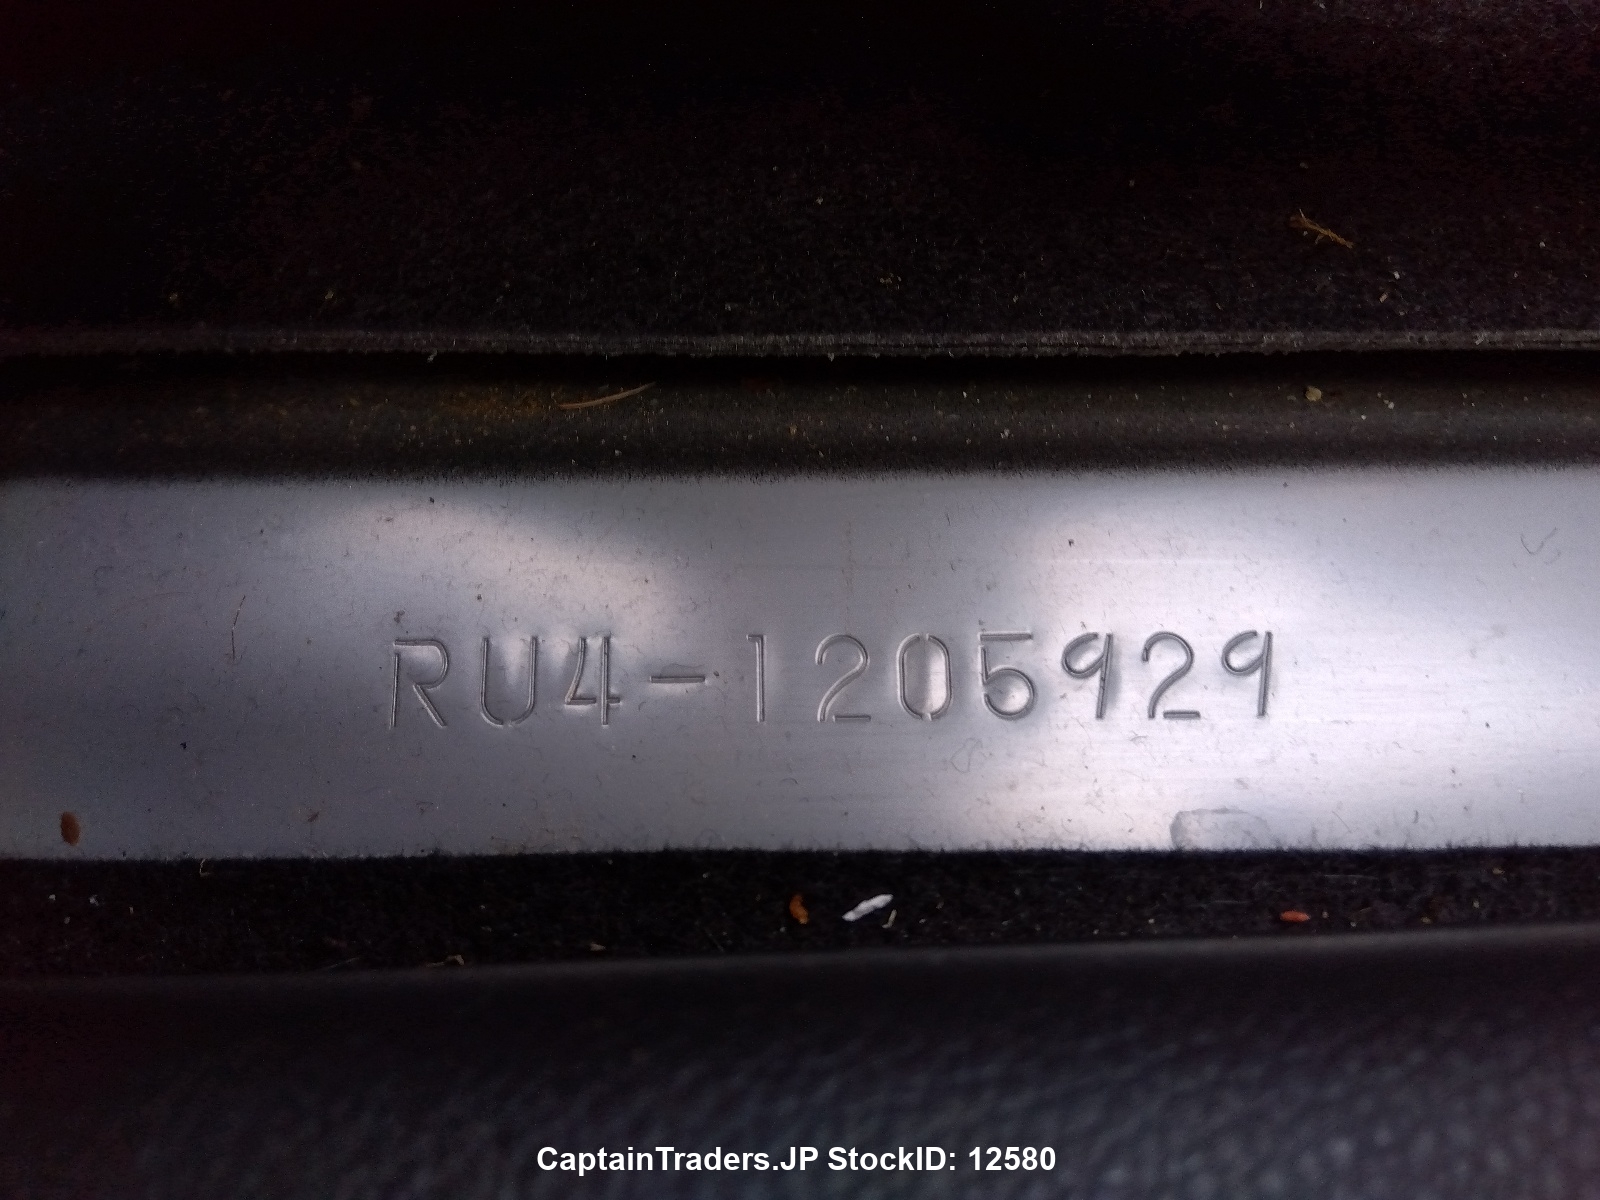 RU4-1205929
CaptainTraders.JP StockID: 12580